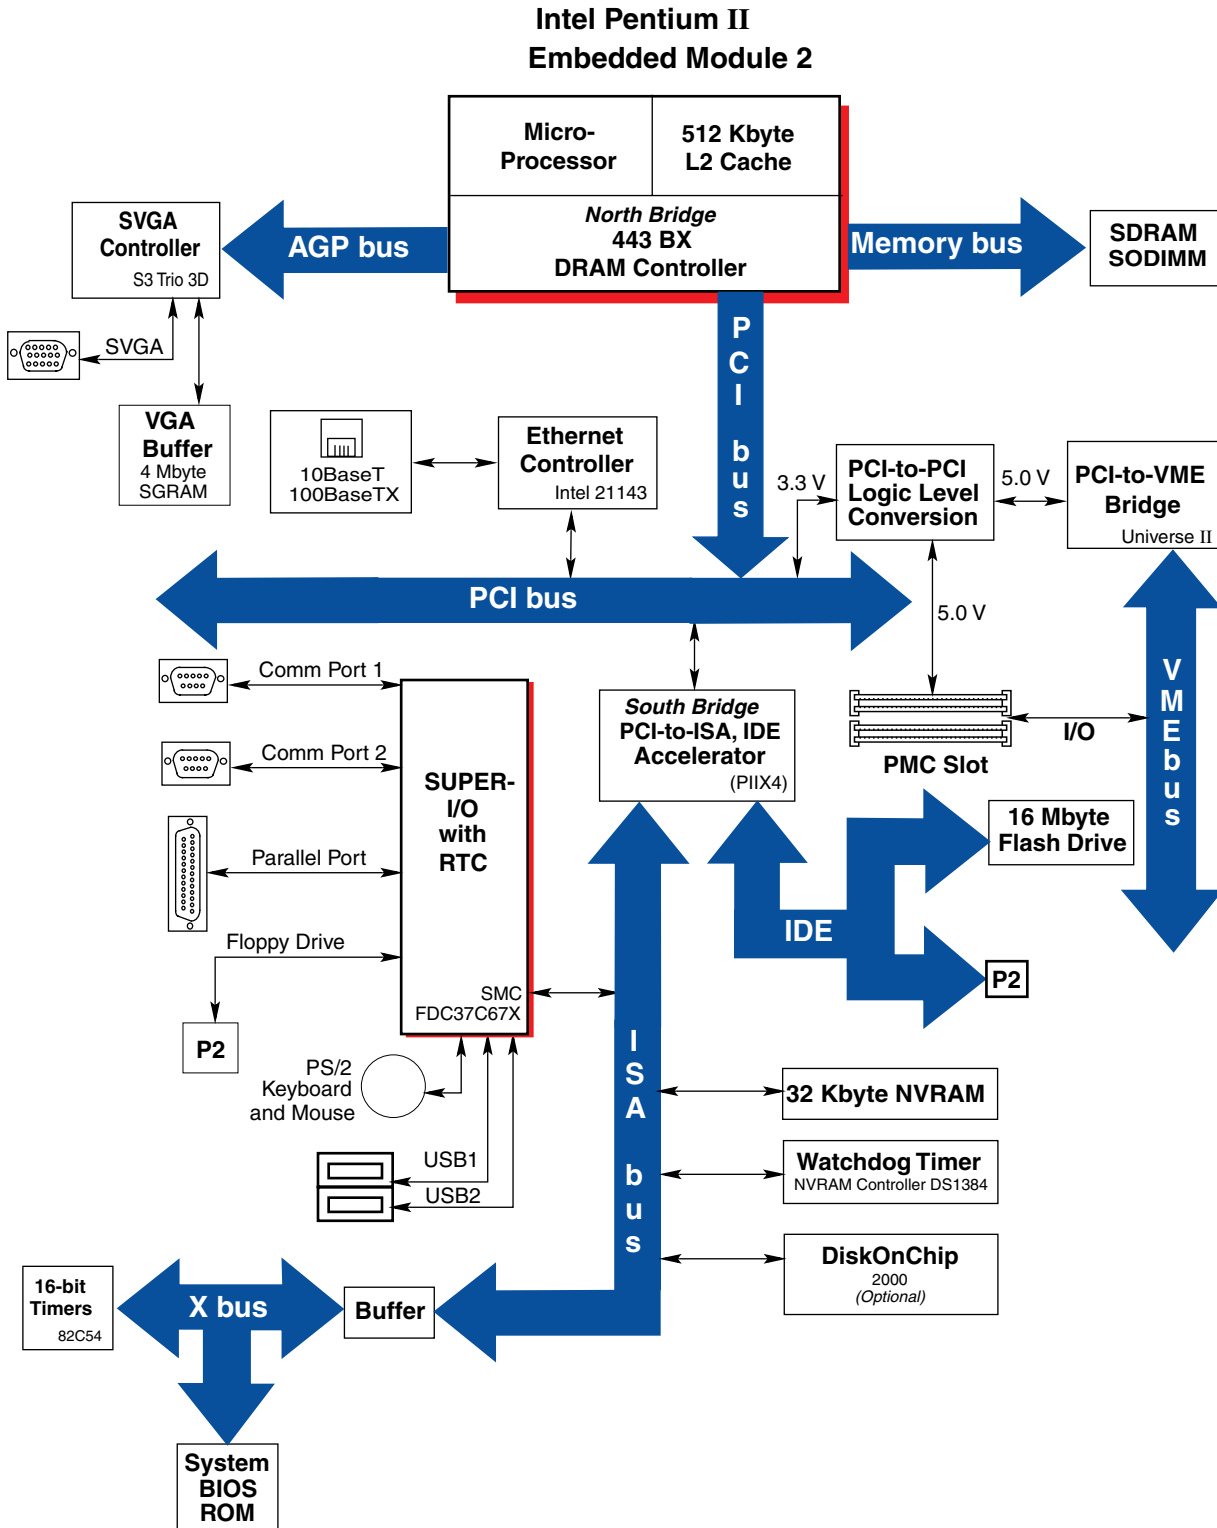 Intel Pentium II
Embedded Module 2
Micro-
Processor
512 Kbyte
L2 Cache
North Bridge
443 BX
DRAM Controller
SVGA
Controller
S3 Trio 3D
AGP bus
Memory bus
SDRAM
SODIMM
SVGA
VGA
Buffer
4 Mbyte
SGRAM
10BaseT
100BaseTX
Ethernet
Controller
Intel 21143
PCI bus
3.3 V
PCI-to-PCI
Logic Level
Conversion
5.0 V
PCI-to-VME
Bridge
Universe II
PCI bus
5.0 V
Comm Port 1
Comm Port 2
Parallel Port
Floppy Drive
P2
SUPER-
I/O
with
RTC
SMC
FDC37C67X
South Bridge
PCI-to-ISA, IDE
Accelerator
(PIIX4)
PMC Slot
I/O
VMEbus
16 Mbyte
Flash Drive
IDE
P2
PS/2
Keyboard
and Mouse
USB1
USB2
ISA bus
32 Kbyte NVRAM
Watchdog Timer
NVRAM Controller DS1384
DiskOnChip
2000
(Optional)
16-bit
Timers
82C54
X bus
Buffer
System
BIOS
ROM